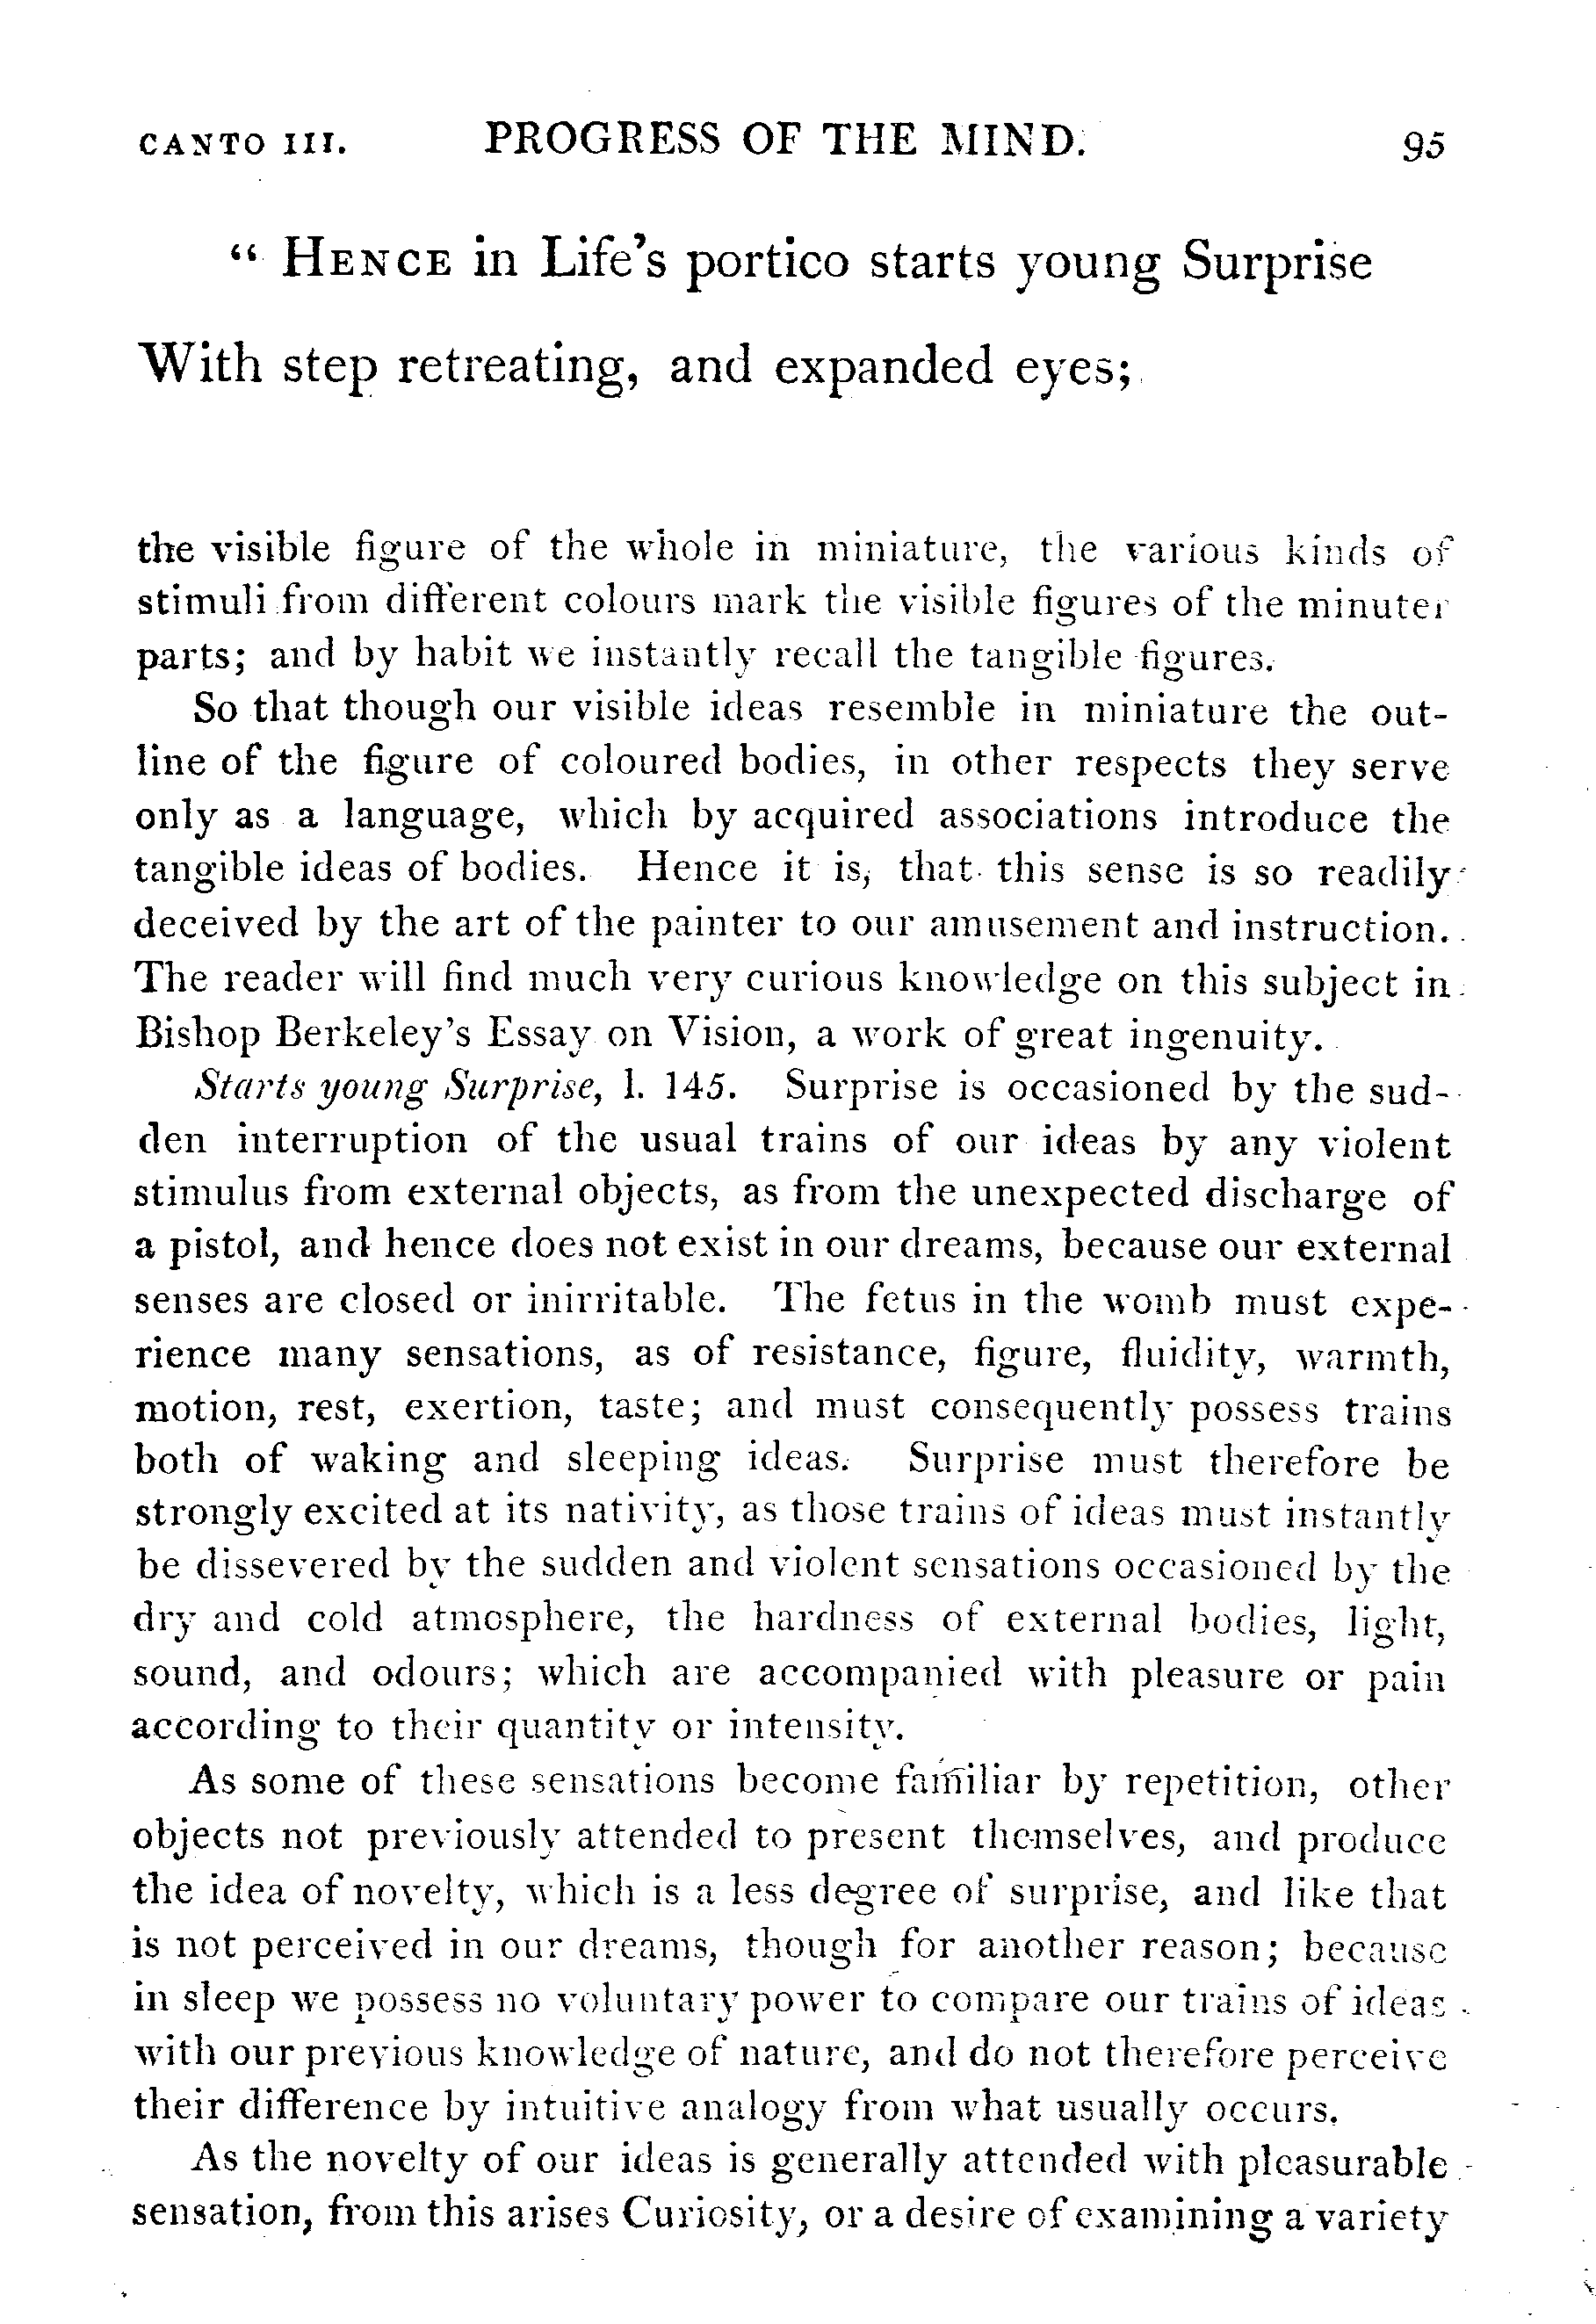 CANTO III. PROGRESS OF THE MIND. 95
“ HENCE in Life's portico starts young Surprise
With step retreating, and expanded eyes;
the visible figure of the whole in miniature, the various kinds of
stimuli from different colours mark the visible figures of the minuter
parts; and by habit we instantly recall the tangible figures.
So that though our visible ideas resemble in miniature the out-
line of the figure of coloured bodies, in other respects they serve
only as a language, which by acquired associations introduce the
tangible ideas of bodies. Hence it is, that this sense is so readily
deceived by the art of the painter to our amusement and instruction.
The reader will find much very curious knowledge on this subject in
Bishop Berkeley's Essay on Vision, a work of great ingenuity.
Starts young Surprise, l. 145. Surprise is occasioned by the sud-
den interruption of the usual trains of our ideas by any violent
stimulus from external objects, as from the unexpected discharge of
a pistol, and hence does not exist in our dreams, because our external
senses are closed or inirritable. The fetus in the womb must expe-
rience many sensations, as of resistance, figure, fluidity, warmth,
motion, rest, exertion, taste; and must consequently possess trains
both of waking and sleeping ideas. Surprise must therefore be
strongly excited at its nativity, as those trains of ideas must instantly
be dissevered by the sudden and violent sensations occasioned by the
dry and cold atmosphere, the hardness of external bodies, light,
sound, and odours; which are accompanied with pleasure or pain
according to their quantity or intensity.
As some of these sensations become familiar by repetition, other
objects not previously attended to present themselves, and produce
the idea of novelty, which is a less degree of surprise, and like that
is not perceived in our dreams, though for another reason; because
in sleep we possess no voluntary power to compare our trains of ideas
with our previous knowledge of nature, and do not therefore perceive
their difference by intuitive analogy from what usually occurs.
As the novelty of our ideas is generally attended with pleasurable
sensation, from this arises Curiosity, or a desire of examining a variety